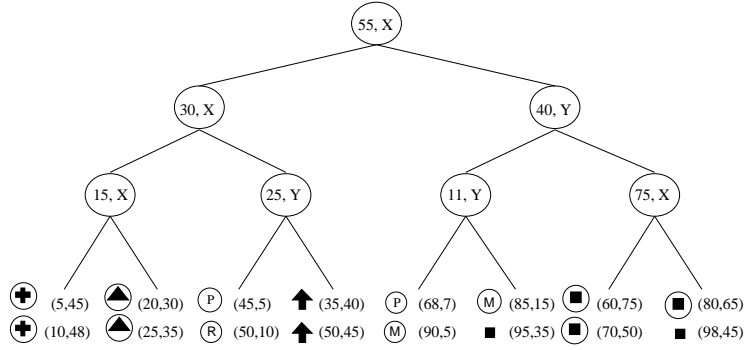 55, X
30, X
40, Y
15, X
25, Y
11, Y
75, X
(5,45) (20,30) P (45,5) (35,40) P (68,7) M (85,15) (60,75) (80,65)
(10,48) (25,35) R (50,10) (50,45) M (90,5) (95,35) (70,50) (98,45)